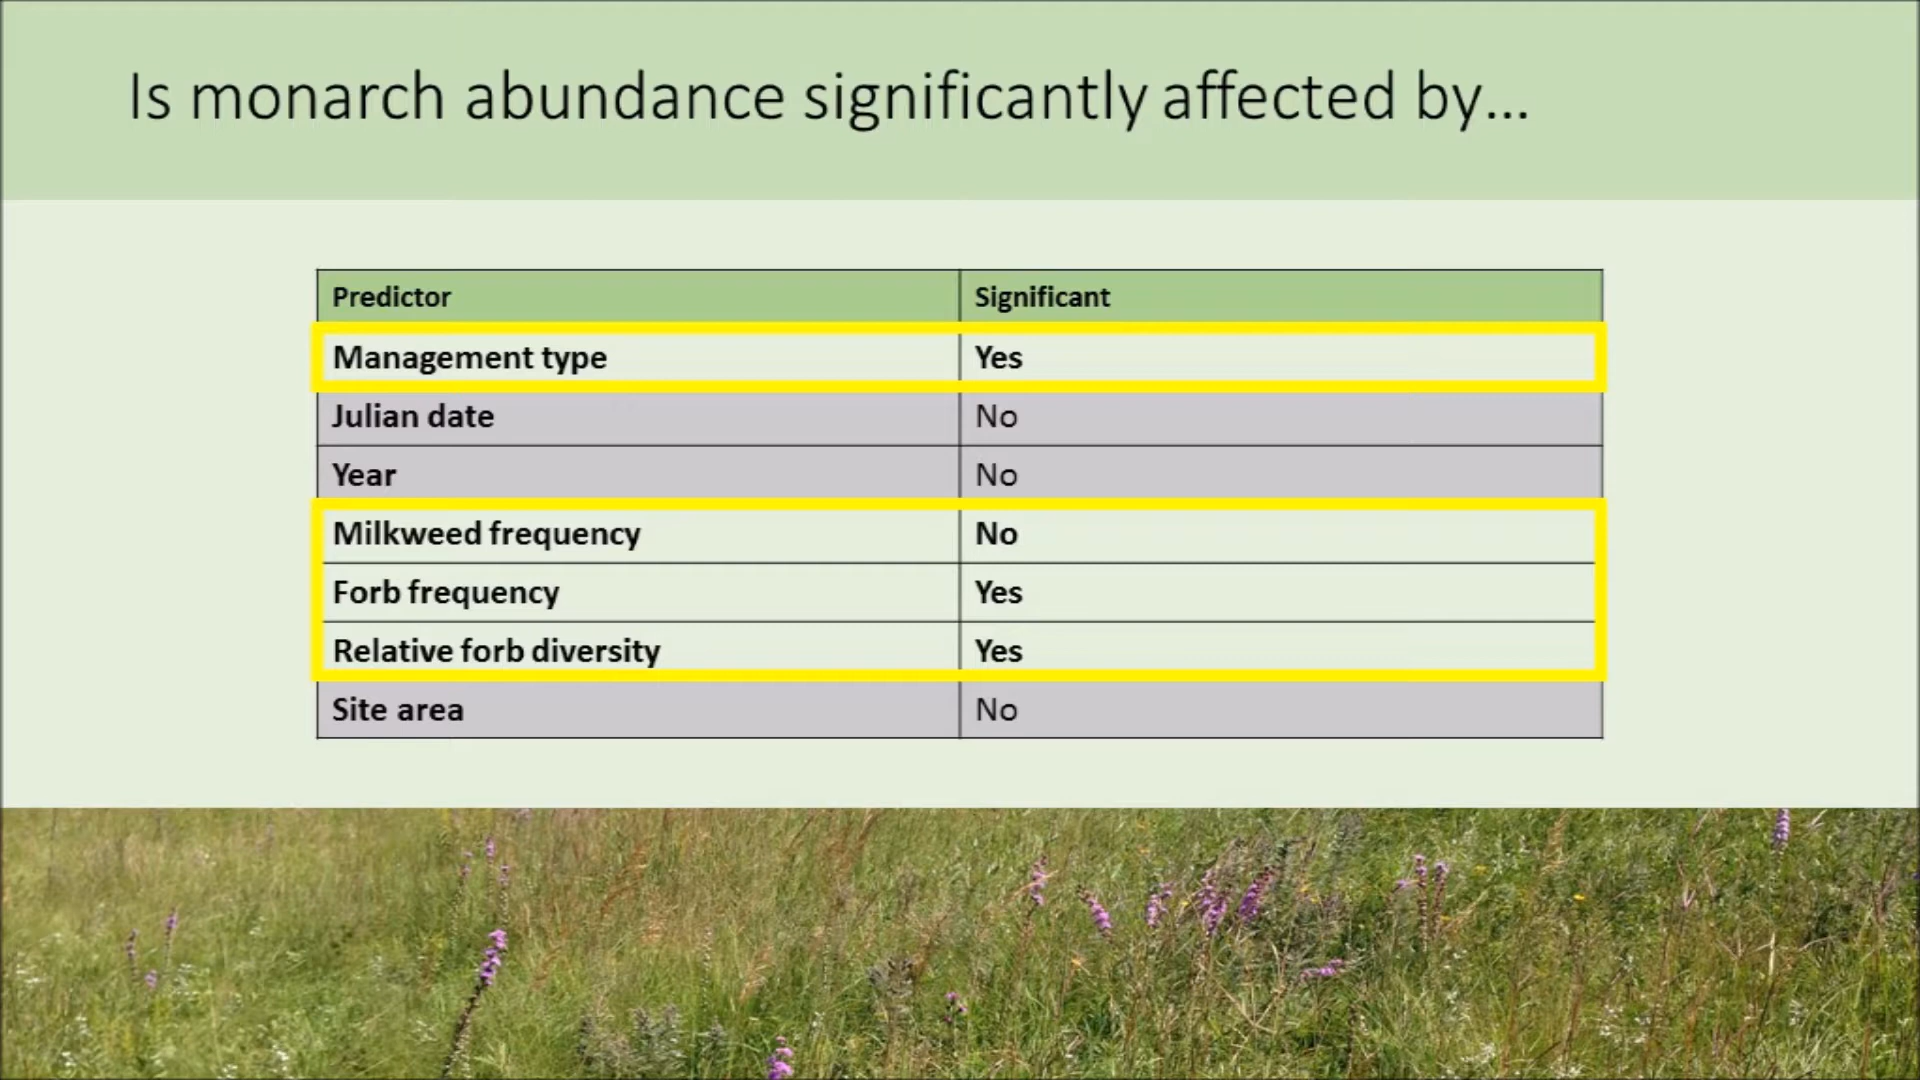 Is monarch abundance significantly affected by...
Predictor Significant
Management type Yes
Julian date No
Year No
Milkweed frequency No
Forb frequency Yes
Relative forb diversity Yes
Site area No